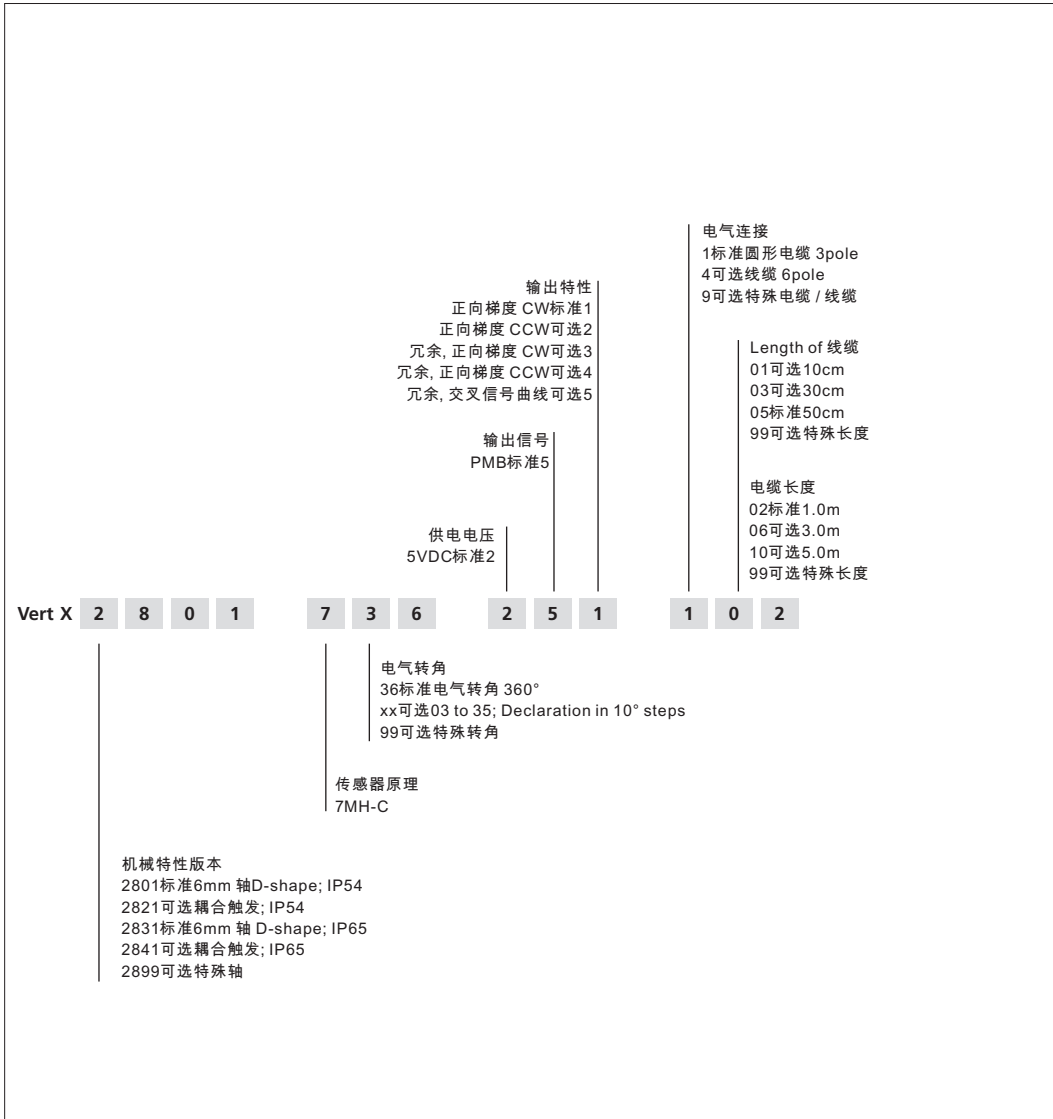 电气连接
1标准圆形电缆 3pole
4可选线缆 6pole
9可选特殊电缆 / 线缆
输出特性
正向梯度 CW标准1
正向梯度 CCW可选2
冗余, 正向梯度 CW可选3
冗余, 正向梯度 CCW可选4
冗余, 交叉信号曲线可选5
Length of 线缆
01可选10cm
03可选30cm
05标准50cm
99可选特殊长度
输出信号
PMB标准5
电缆长度
02标准1.0m
06可选3.0m
10可选5.0m
99可选特殊长度
供电电压
5VDC标准2
Vert X 2 8 0 1 7 3 6 2 5 1 1 0 2
电气转角
36标准电气转角 360°
xx可选03 to 35; Declaration in 10° steps
99可选特殊转角
传感器原理
7MH-C
机械特性版本
2801标准6mm 轴D-shape; IP54
2821可选耦合触发; IP54
2831标准6mm 轴 D-shape; IP65
2841可选耦合触发; IP65
2899可选特殊轴